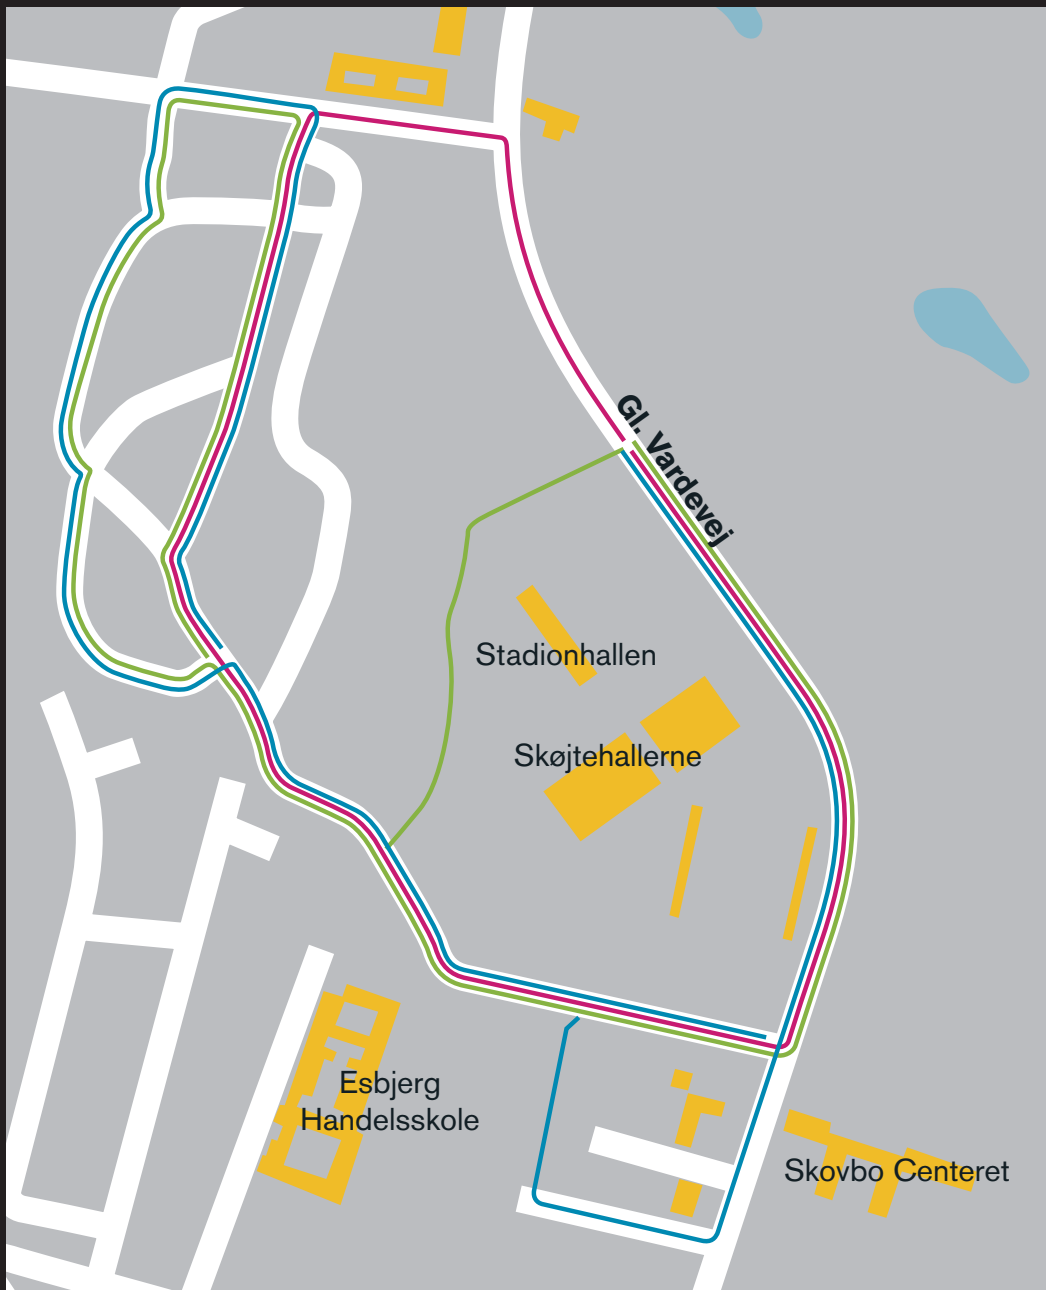 Gl. Vardevej
Stadionhallen
Skøjtehallerne
Esbjerg
Handelsskole
Skovbo Centeret